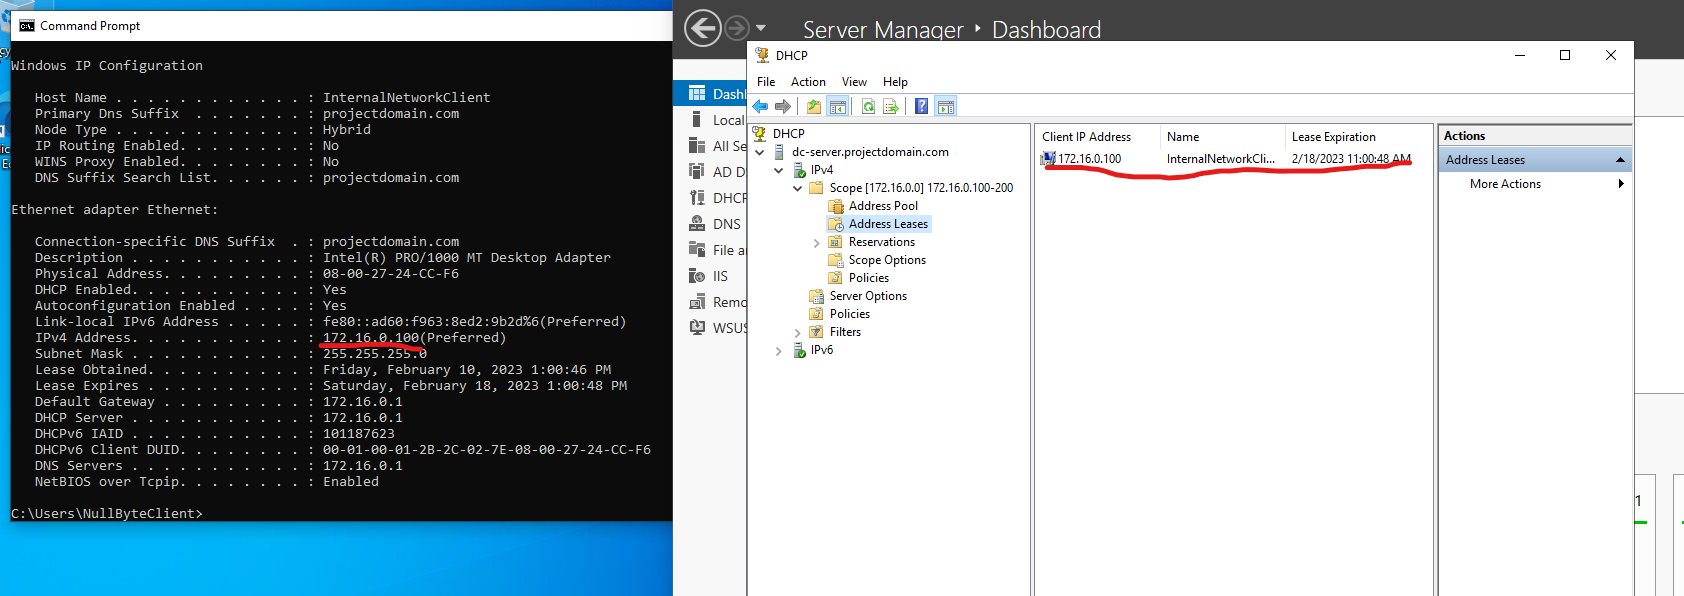 Command Prompt
Windows IP Configuration
Host Name . . . . . . . . . . . . : InternalNetworkClient
Primary Dns Suffix  . . . . . . . : projectdomain.com
Node Type . . . . . . . . . . . . : Hybrid
IP Routing Enabled. . . . . . . . : No
WINS Proxy Enabled. . . . . . . . : No
DNS Suffix Search List. . . . . . : projectdomain.com
Ethernet adapter Ethernet:
Connection-specific DNS Suffix  . : projectdomain.com
Description . . . . . . . . . . . : Intel(R) PRO/1000 MT Desktop Adapter
Physical Address. . . . . . . . . : 08-00-27-24-CC-F6
DHCP Enabled. . . . . . . . . . . : Yes
Autoconfiguration Enabled . . . . : Yes
Link-local IPv6 Address . . . . . : fe80::ad60:f963:8ed2:9b2d%6(Preferred)
IPv4 Address. . . . . . . . . . . : 172.16.0.100(Preferred)
Subnet Mask . . . . . . . . . . . : 255.255.255.0
Lease Obtained. . . . . . . . . . : Friday, February 10, 2023 1:00:46 PM
Lease Expires . . . . . . . . . . : Saturday, February 18, 2023 1:00:48 PM
Default Gateway . . . . . . . . . : 172.16.0.1
DHCP Server . . . . . . . . . . . : 172.16.0.1
DHCPv6 IAID . . . . . . . . . . . : 101187623
DHCPv6 Client DUID. . . . . . . . : 00-01-00-01-2B-2C-02-7E-08-00-27-24-CC-F6
DNS Servers . . . . . . . . . . . : 172.16.0.1
NetBIOS over Tcpip. . . . . . . . : Enabled
C:\Users\NullByteClient>
Server Manager ‣ Dashboard
Dashb
Local
All Se
AD D
DHCP
DNS
File a
IIS
Remo
WSUS
DHCP
File Action View Help
DHCP
dc-server.projectdomain.com
IPv4
Scope [172.16.0.0] 172.16.0.100-200
Address Pool
Address Leases
Reservations
Scope Options
Policies
Server Options
Policies
Filters
IPv6
Client IP Address Name Lease Expiration
172.16.0.100 InternalNetworkCli... 2/18/2023 11:00:48 AM
Actions
Address Leases
More Actions
1